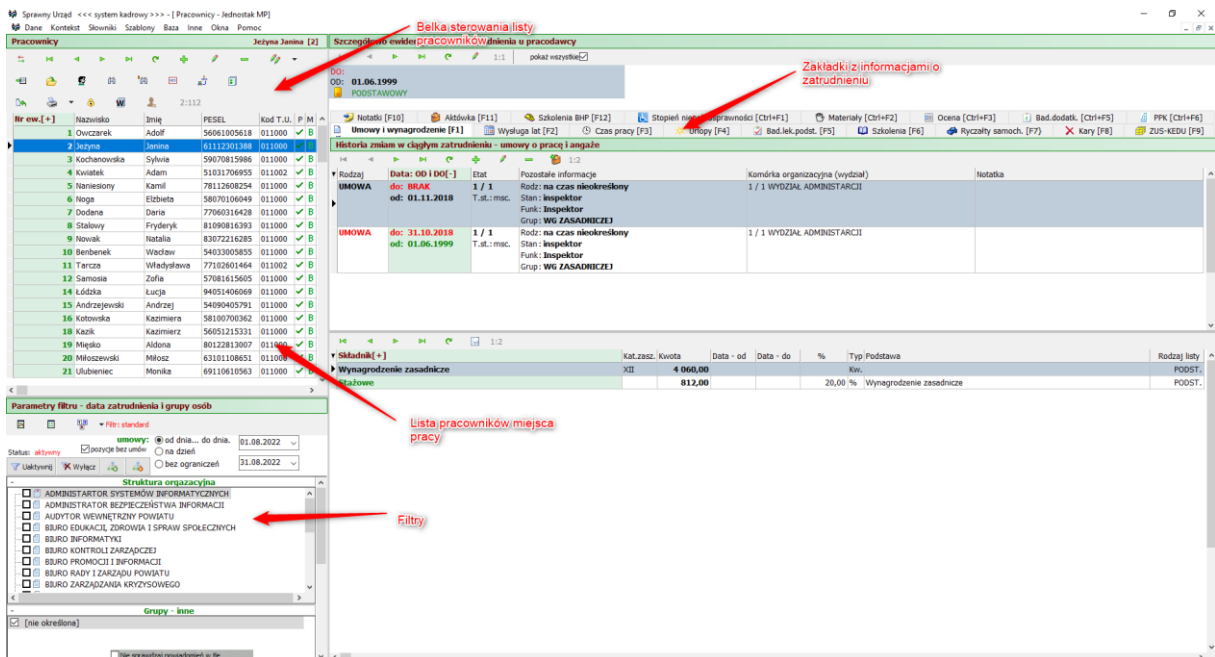 Sprawny Urząd <<< system kadrowy >>> - [ Pracownicy - Jednostak MP]
Dane Kontekst Słowniki Szablony Baza Inne Okna Pomoc
Belka sterowania listy
pracowników
Pracownicy Jeżyna Janina [2]
Szczegółowo ewiden dnienia u pracodawcy
1:1 pokaż wszystkie
Zakładki z informacjami o
zatrudnieniu
DO:
OD: 01.06.1999
PODSTAWOWY
2:112
Notatki [F10] Aktówka [F11] Szkolenia BHP [F12] Stopień niepełnosprawności [Ctrl+F1] Materiały [Ctrl+F2] Ocena [Ctrl+F3] Bad.dodatk. [Ctrl+F5] PPK [Ctrl+F6]
Umowy i wynagrodzenie [F1] Wysługa lat [F2] Czas pracy [F3] Urlopy [F4] Bad.lek.podst. [F5] Szkolenia [F6] Ryczałty samoch. [F7} Kary [F8] ZUS-KEDU [F9]
Nr ew.[+] Nazwisko Imię PESEL Kod T.U. P M
1 Owczarek Adolf 56061005618 011000 B
2 Jeżyna Janina 61112301388 011000 B
3 Kochanowska Sylwia 59070815986 011000 B
4 Kwiatek Adam 51031706955 011002 B
5 Naniesiony Kamil 78112608254 011000 B
6 Noga Elżbieta 58070106049 011000 B
7 Dodana Daria 77060316428 011000 B
8 Stalowy Fryderyk 81090816393 011000 B
9 Nowak Natalia 83072216285 011000 B
10 Benbenek Wacław 54033005855 011000 B
11 Tarcza Władysława 77102601464 011002 B
12 Samosia Zofia 57081615605 011000 B
14 Łódzka Łucja 94051406069 011000 B
15 Andrzejewski Andrzej 54090405791 011000 B
16 Kotowska Kazimiera 58100700362 011000 B
18 Kazik Kazimierz 56051215331 011000 B
19 Mięsko Aldona 80122813007 011000 B
20 Miłoszewski Miłosz 63101108651 011000 B
21 Ulubieniec Monika 69110610563 011000 B
Historia zmiam w ciągłym zatrudnieniu - umowy o pracę i angaże
1:2
Rodzaj Data: OD i DO[-] Etat Pozostałe informacje Komórka organizacyjna (wydział) Notatka
UMOWA do: BRAK 1 / 1 Rodz: na czas nieokreślony 1 / 1 WYDZIAŁ ADMINISTARCJI
od: 01.11.2018 T.st.: msc. Stan : inspektor
Funk: Inspektor
Grup: WG ZASADNICZEJ
UMOWA do: 31.10.2018 1 / 1 Rodz: na czas nieokreślony 1 / 1 WYDZIAŁ ADMINISTARCJI
od: 01.06.1999 T.st.: msc. Stan : inspektor
Funk: Inspektor
Grup: WG ZASADNICZEJ
1:2
Składnik[+] Kat.zasz. Kwota Data - od Data - do % Typ Podstawa Rodzaj listy
Wynagrodzenie zasadnicze XII 4 060,00 Kw. PODST.
Stażowe 812,00 20,00 % Wynagrodzenie zasadnicze PODST.
Lista pracowników miejsca
pracy
Parametry filtru - data zatrudnienia i grupy osób
Filtr: standard
umowy: od dnia... do dnia. 01.08.2022
Status: aktywny pozycje bez umów na dzień
Uaktywnij Wyłącz bez ograniczeń 31.08.2022
- Struktura orgazacyjna
ADMINISTARTOR SYSTEMÓW INFORMATYCZNYCH
ADMINISTRATOR BEZPIECZEŃSTWA INFORMACJI
AUDYTOR WEWNĘTRZNY POWIATU
BIURO EDUKACJI, ZDROWIA I SPRAW SPOŁECZNYCH
BIURO INFORMATYKI
BIURO KONTROLI ZARZĄDCZEJ
BIURO PROMOCJI I INFORMACJI
BIURO RADY I ZARZĄDU POWIATU
BIURO ZARZĄDZANIA KRYZYSOWEGO
Filtry
- Grupy - inne
[nie określona]
Nie sprawdzaj powiadomień w tle